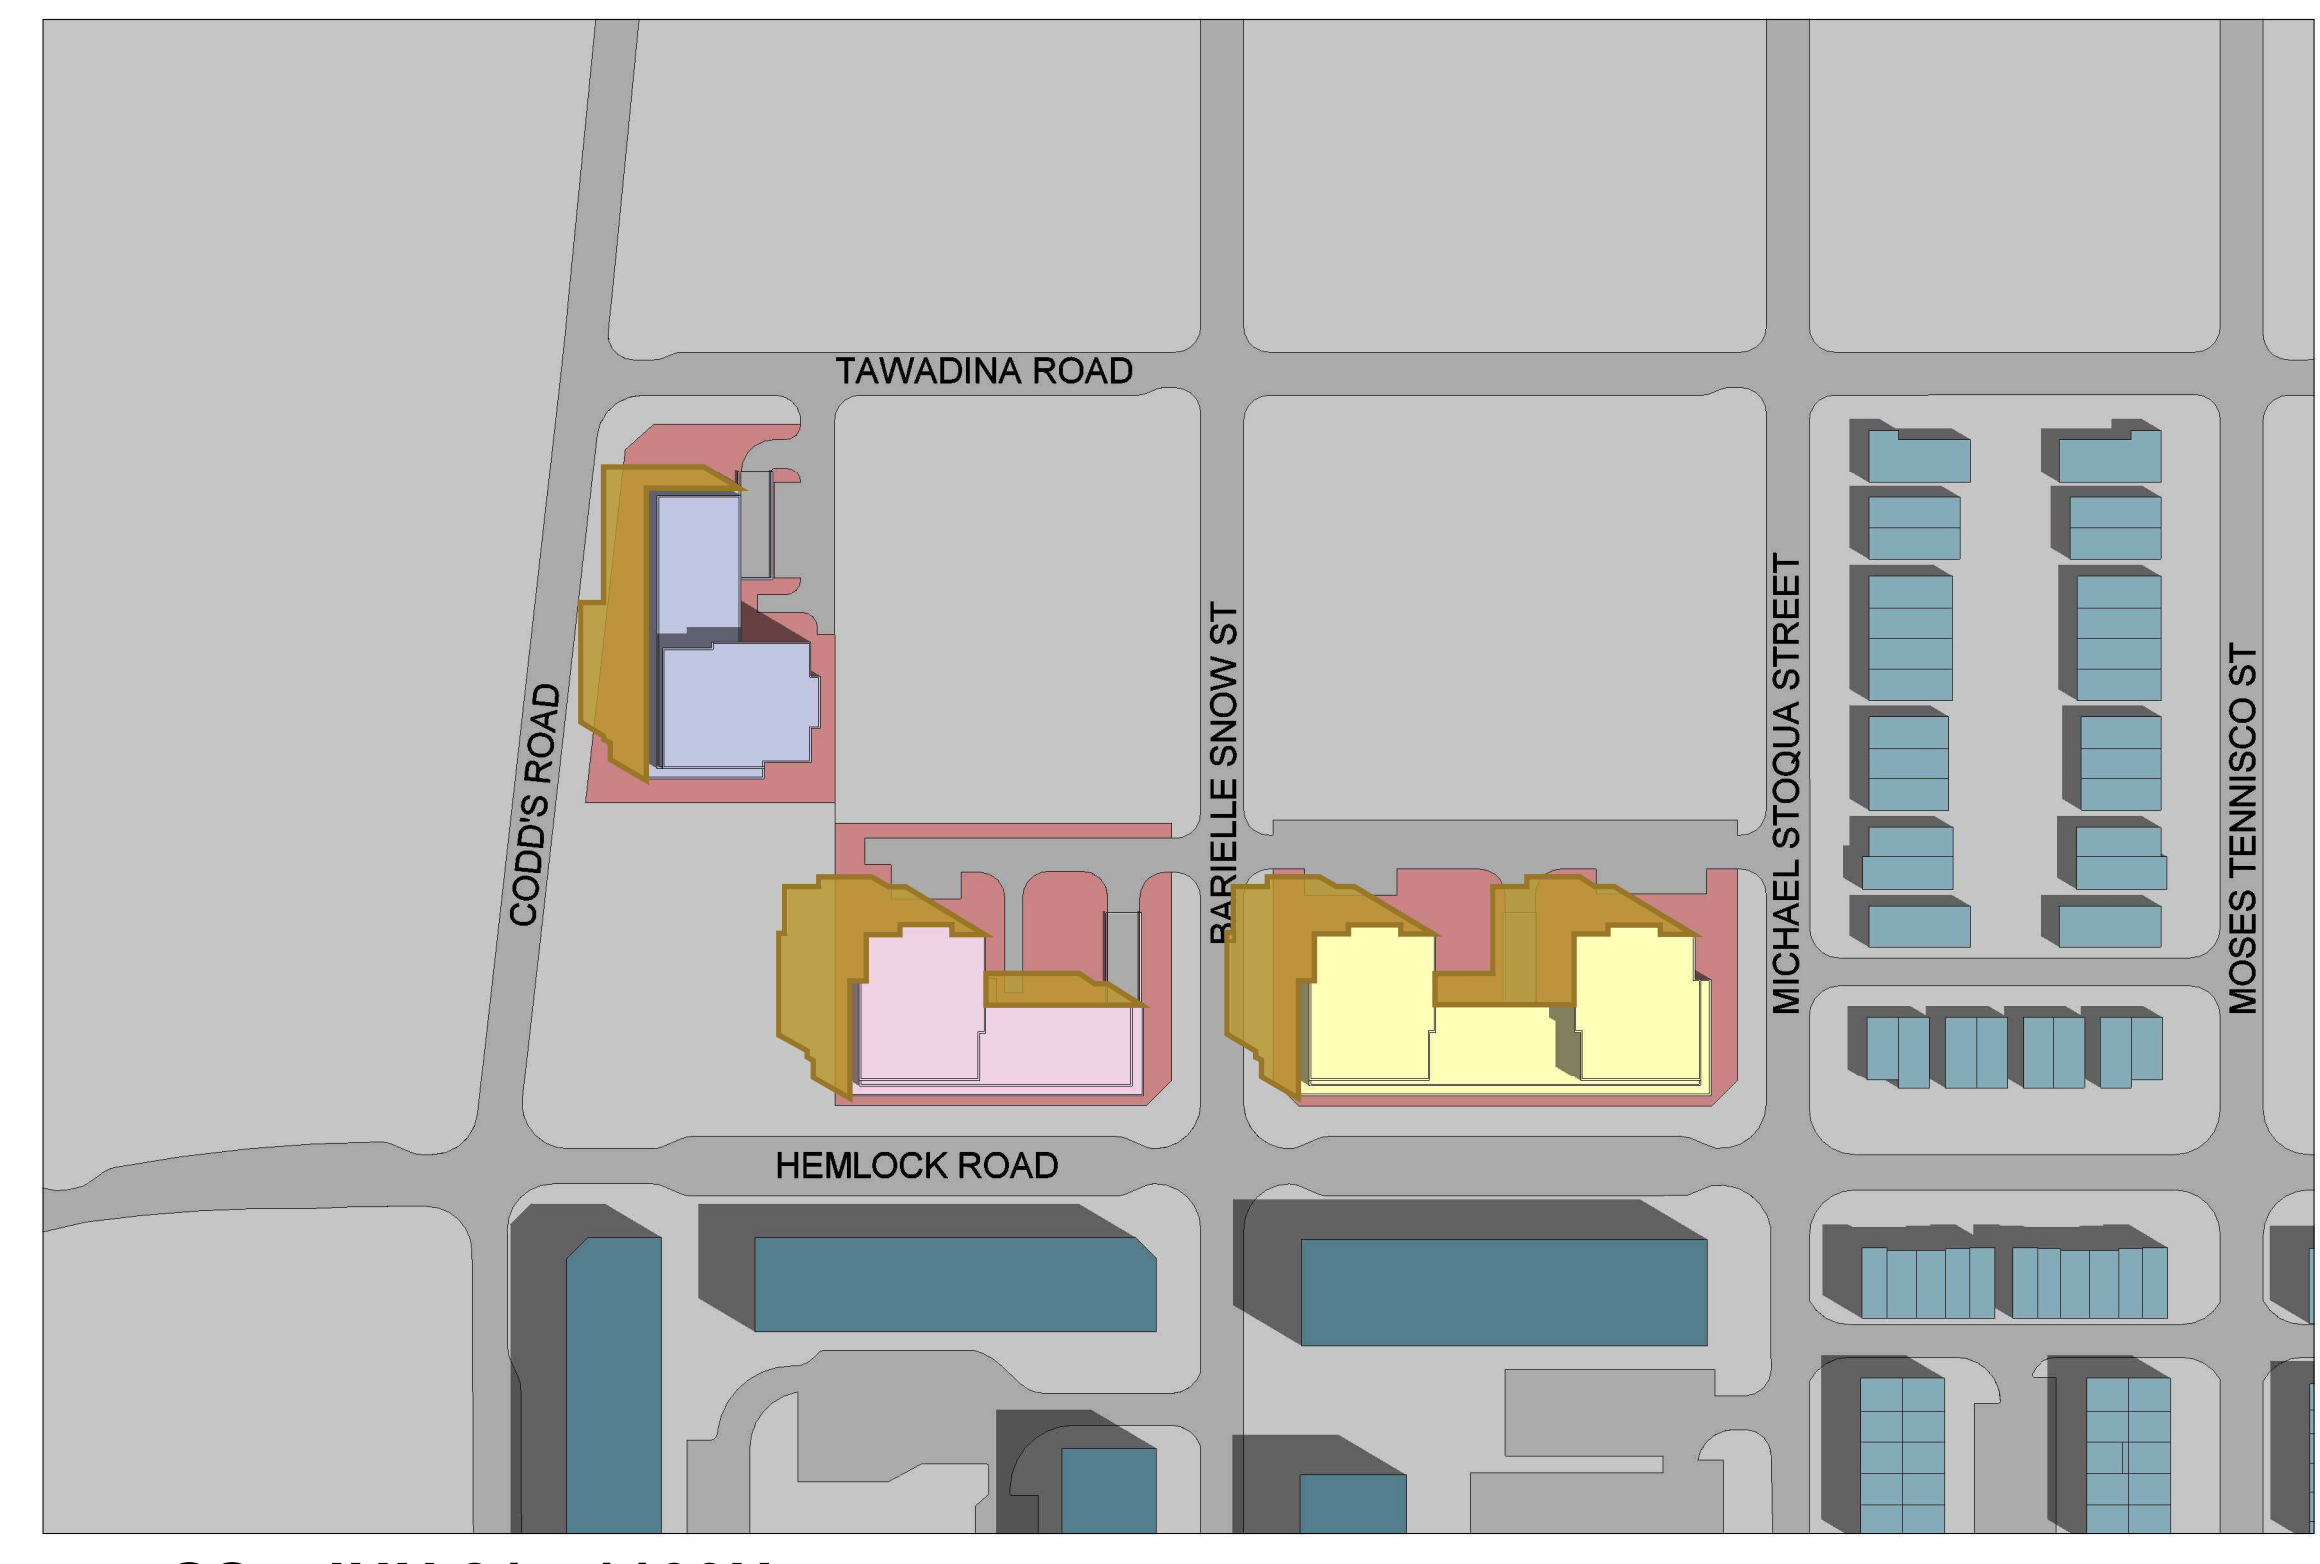 TAWADINA ROAD
CODD'S ROAD
BARIELLE SNOW ST
MICHAEL STOQUA STREET
MOSES TENNISCO ST
HEMLOCK ROAD